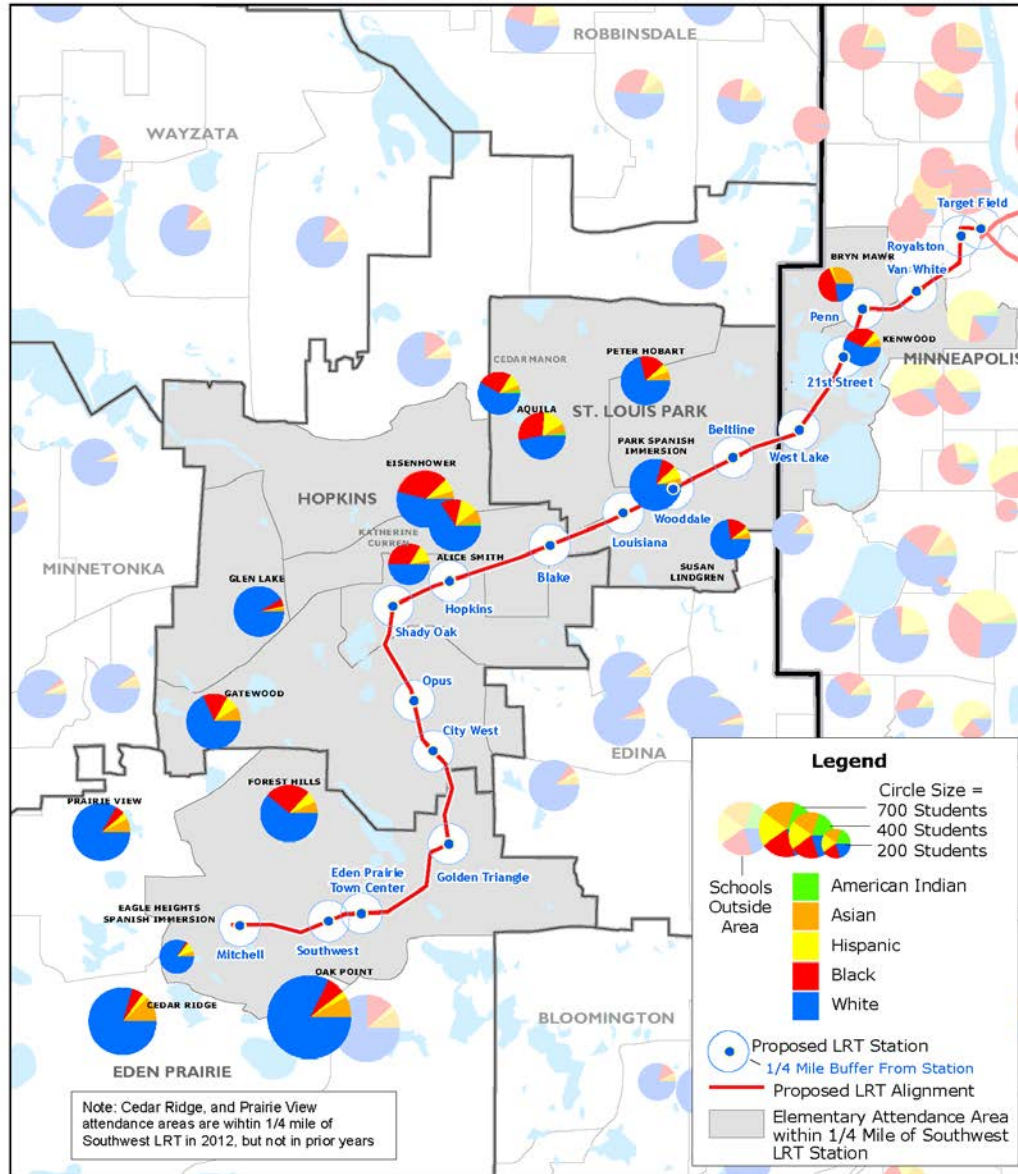 ROBBINSDALE
WAYZATA
Target Field
Royalston
BRYN MAWR
Van White
Penn
KENWOOD
MINNEAPOLIS
21st Street
PETER HOBART
CEDARMANOR
ST. LOUIS PARK
AQUILA
Beltline
PARK SPANISH
IMMERSION
West Lake
EISENHOWER
HOPKINS
Wooddale
KATHERINE
CURREN
Louisiana
ALICE SMITH
MINNETONKA
Blake
SUSAN
LINDGREN
GLEN LAKE
Hopkins
Shady Oak
Opus
GATEWOOD
City West
EDINA
FOREST HILLS
PRAIRIE VIEW
Golden Triangle
Eden Prairie
Town Center
EAGLE HEIGHTS
SPANISH IMMERSION
Mitchell
Southwest
OAK POINT
CEDAR RIDGE
BLOOMINGTON
EDEN PRAIRIE
Note: Cedar Ridge, and Prairie View
attendance areas are wihtin 1/4 mile of
Southwest LRT in 2012, but not in prior years
Legend
Circle Size =
700 Students
400 Students
200 Students
Schools
Outside
Area
American Indian
Asian
Hispanic
Black
White
Proposed LRT Station
1/4 Mile Buffer From Station
Proposed LRT Alignment
Elementary Attendance Area
within 1/4 Mile of Southwest
LRT Station